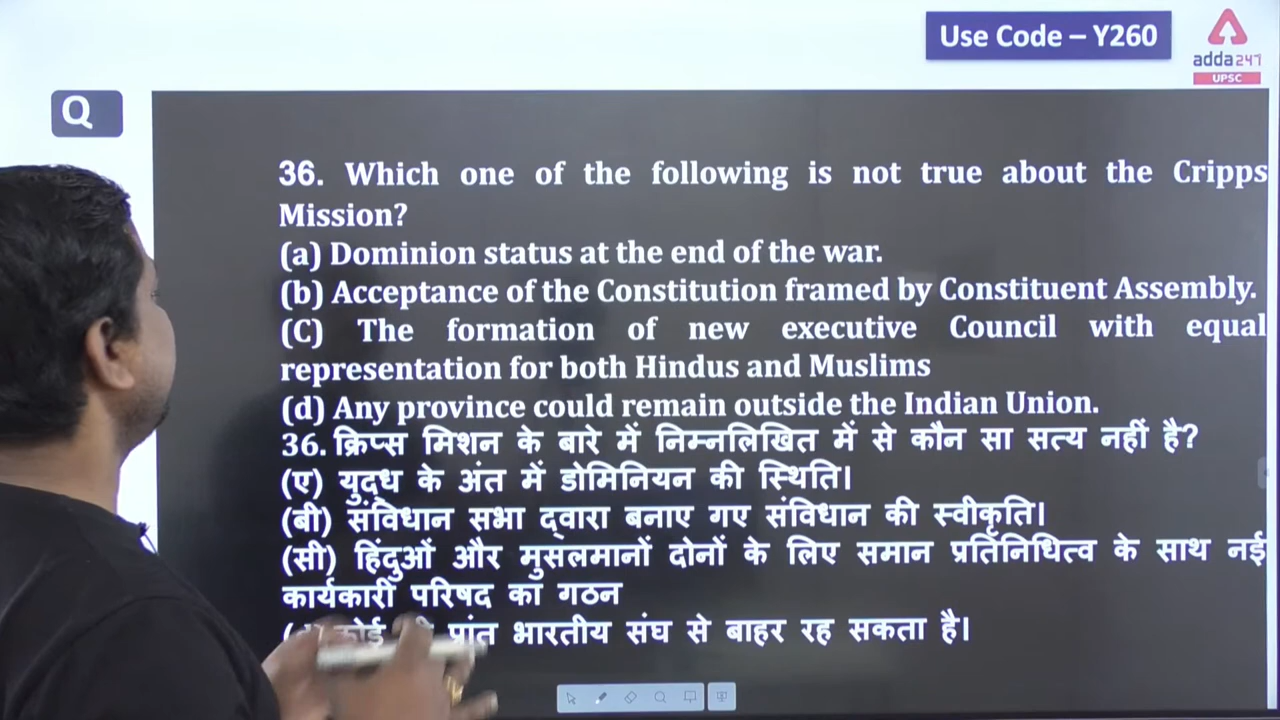 Use Code – Y260
adda247
UPSC
Q
36. Which one of the following is not true about the Cripps
Mission?
(a) Dominion status at the end of the war.
(b) Acceptance of the Constitution framed by Constituent Assembly.
(C) The formation of new executive Council with equal
representation for both Hindus and Muslims
(d) Any province could remain outside the Indian Union.
36. क्रिप्स मिशन के बारे में निम्नलिखित में से कौन सा सत्य नहीं है?
(ए) युद्ध के अंत में डोमिनियन की स्थिति।
(बी) संविधान सभा द्वारा बनाए गए संविधान की स्वीकृति।
(सी) हिंदुओं और मुसलमानों दोनों के लिए समान प्रतिनिधित्व के साथ नई
कार्यकारी परिषद का गठन
कोई प्रांत भारतीय संघ से बाहर रह सकता है।